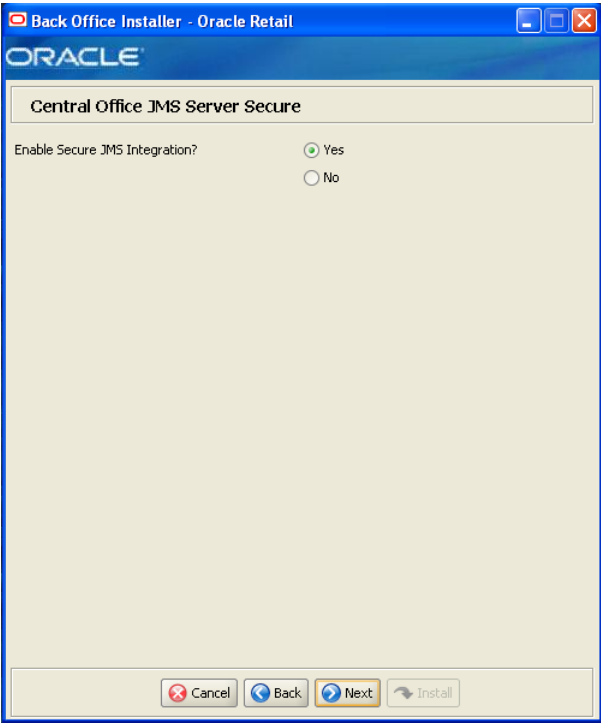 Back Office Installer - Oracle Retail
ORACLE
Central Office JMS Server Secure
Enable Secure JMS Integration? Yes
No
Cancel Back Next Install